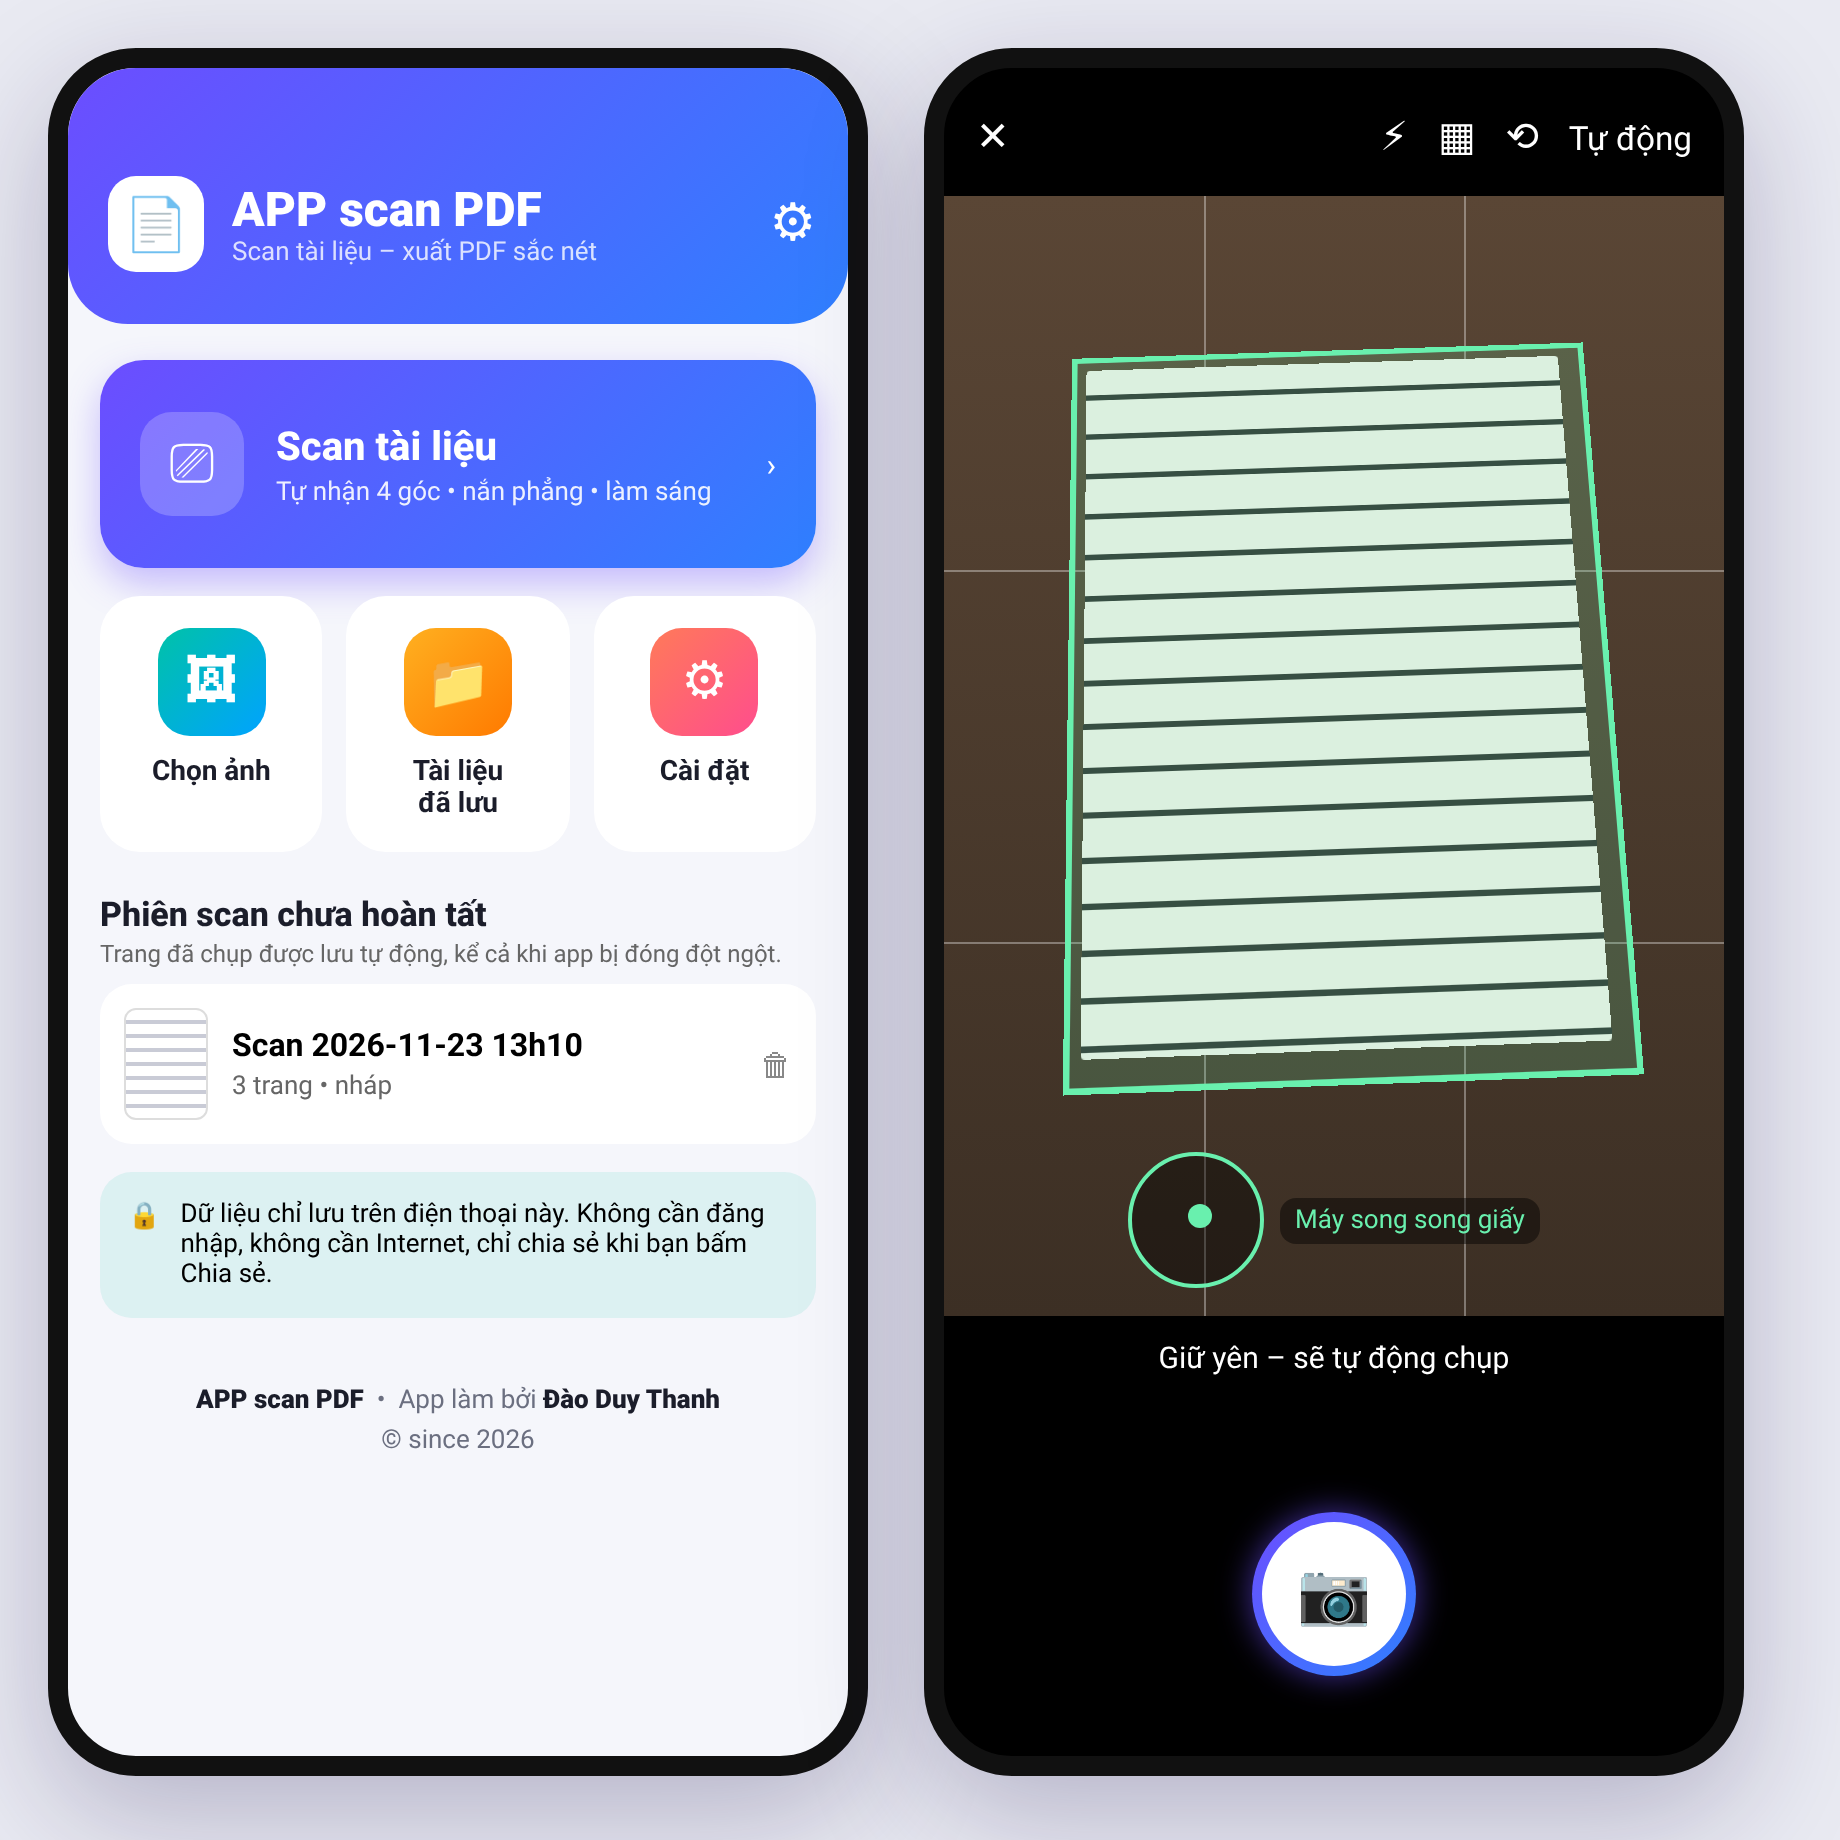 APP scan PDF
Scan tài liệu – xuất PDF sắc nét
Scan tài liệu
Tự nhận 4 góc • nắn phẳng • làm sáng
Chọn ảnh
Tài liệu
đã lưu
Cài đặt
Phiên scan chưa hoàn tất
Trang đã chụp được lưu tự động, kể cả khi app bị đóng đột ngột.
Scan 2026-11-23 13h10
3 trang • nháp
Dữ liệu chỉ lưu trên điện thoại này. Không cần đăng
nhập, không cần Internet, chỉ chia sẻ khi bạn bấm
Chia sẻ.
APP scan PDF • App làm bởi Đào Duy Thanh
© since 2026
Tự động
Máy song song giấy
Giữ yên – sẽ tự động chụp